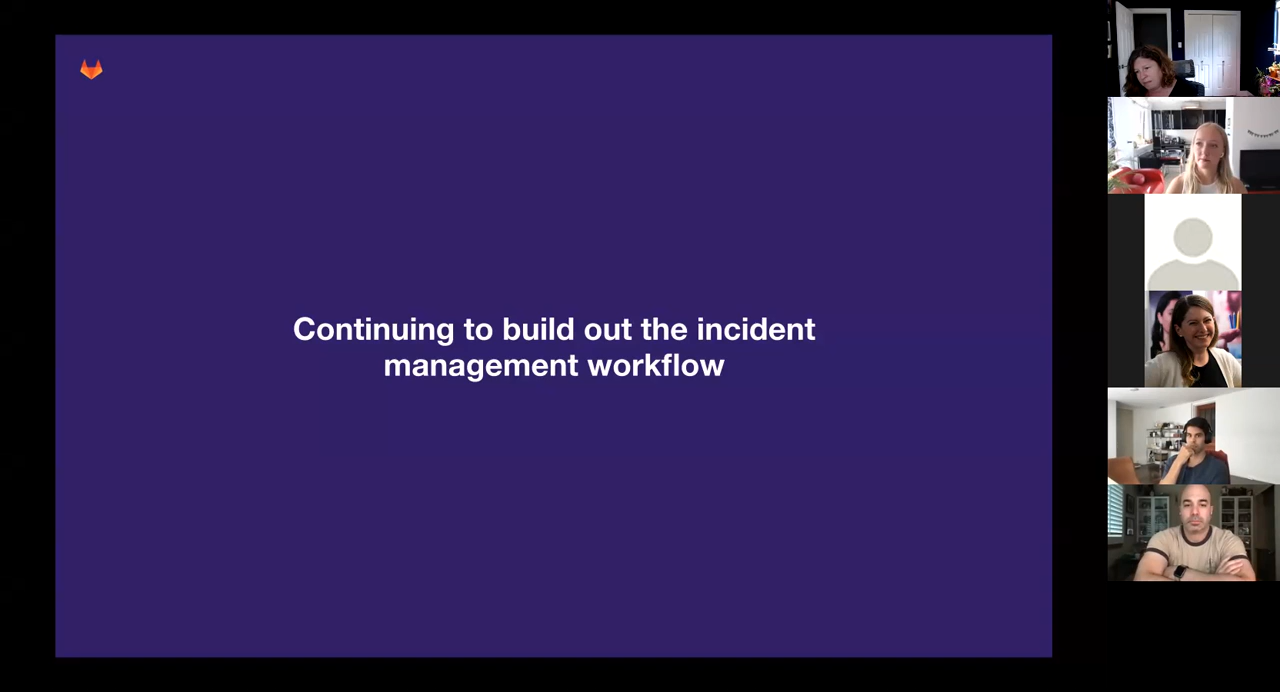 Continuing to build out the incident
management workflow